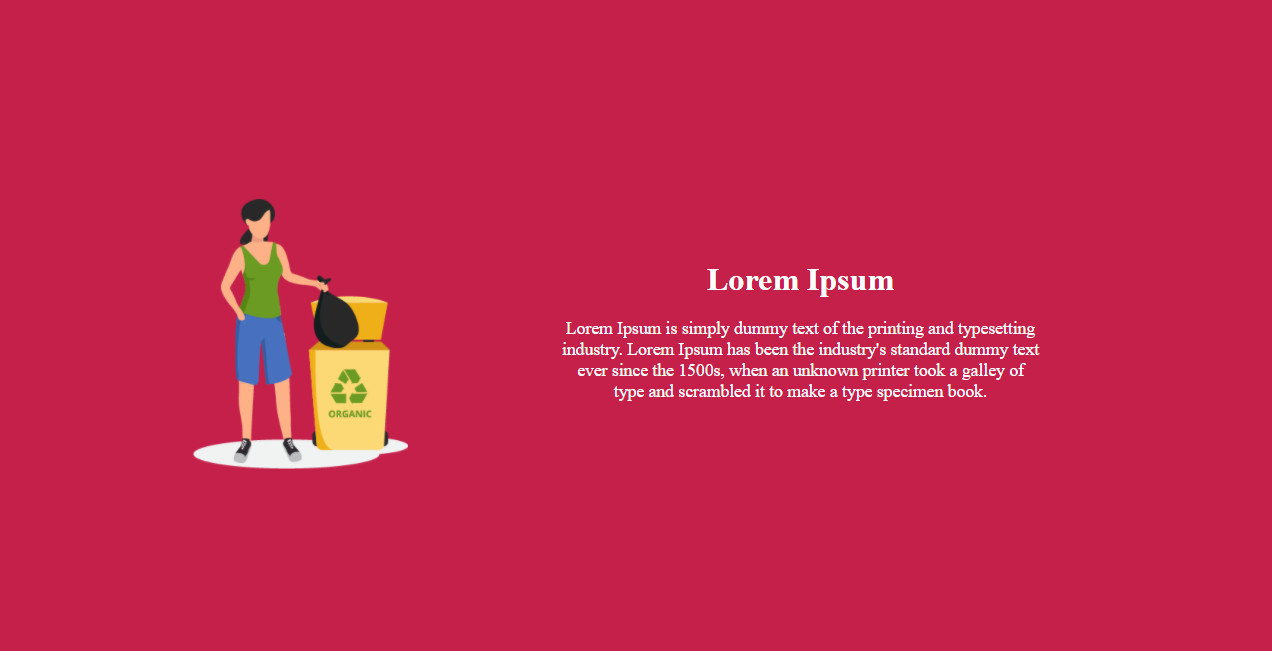 Lorem Ipsum
Lorem Ipsum is simply dummy text of the printing and typesetting
industry. Lorem Ipsum has been the industry's standard dummy text
ever since the 1500s, when an unknown printer took a galley of
type and scrambled it to make a type specimen book.
ORGANIC